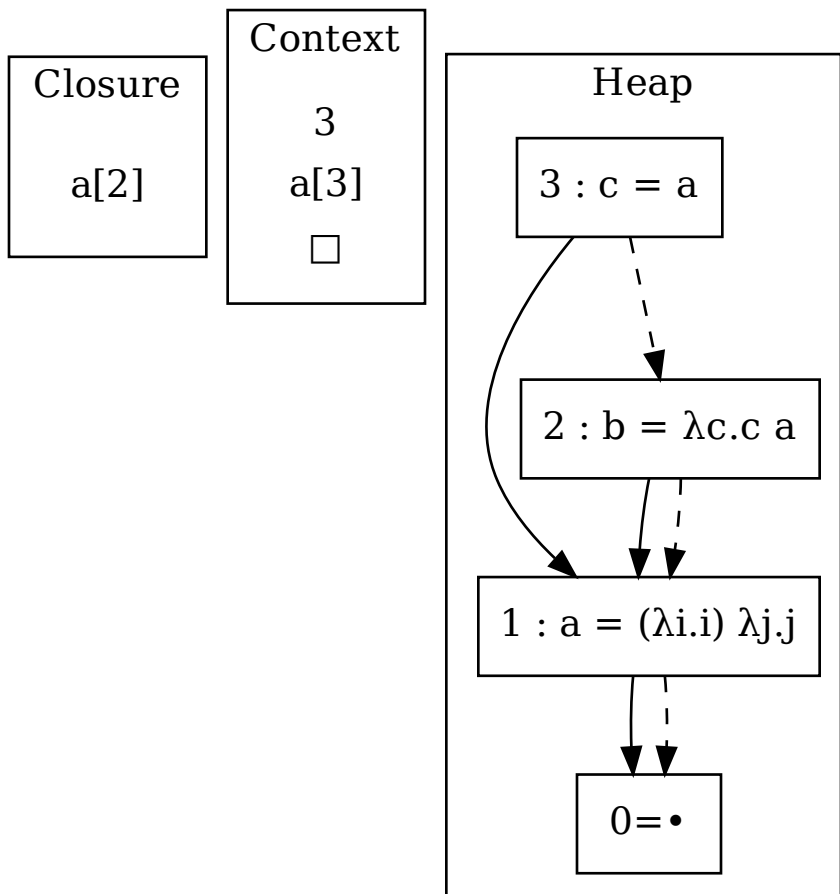 Closure
a[2]
Context
3
a[3]
□
Heap
3 : c = a
2 : b = λc.c a
1 : a = (λi.i) λj.j
0=•